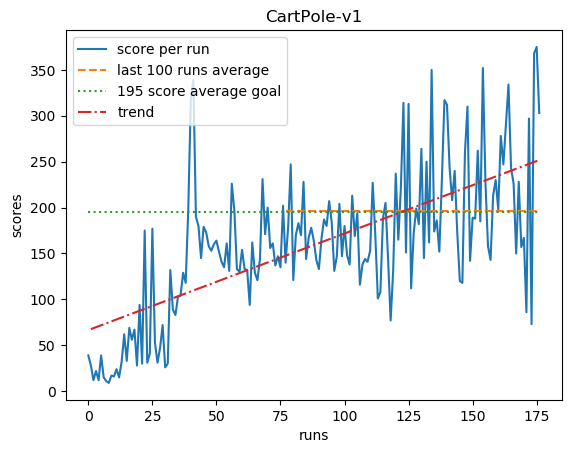 CartPole-v1
score per run
last 100 runs average
195 score average goal
trend
scores
350
300
250
200
150
100
50
0
0 25 50 75 100 125 150 175
runs